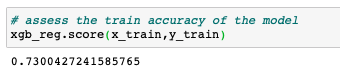 # assess the train accuracy of the model
xgb_reg.score(x_train,y_train)
0.7300427241585765